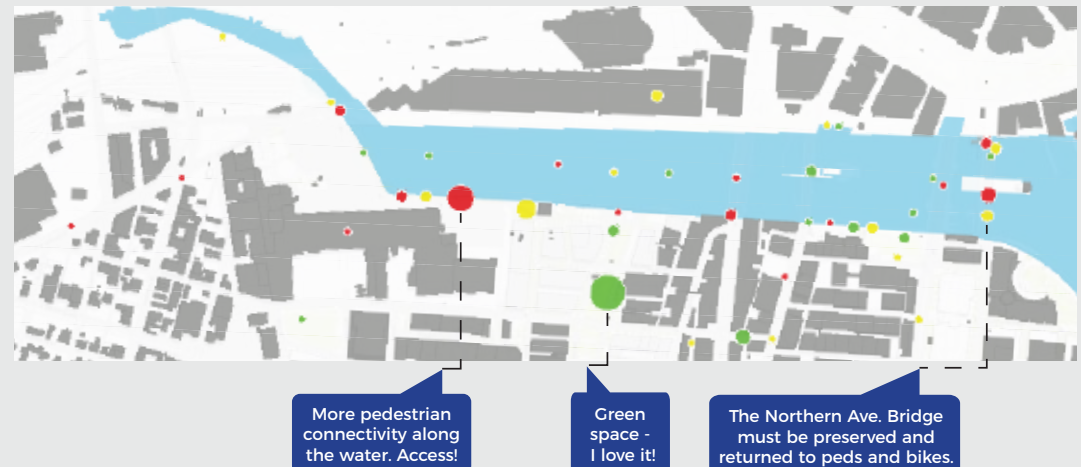 More pedestrian
connectivity along
the water. Access!
Green
space -
I love it!
The Northern Ave. Bridge
must be preserved and
returned to peds and bikes.